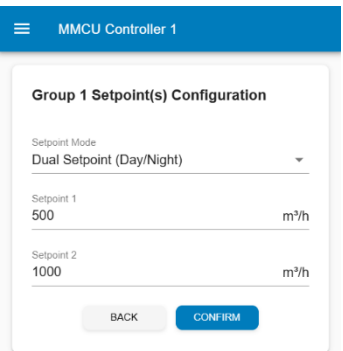 MMCU Controller 1
Group 1 Setpoint(s) Configuration
Setpoint Mode
Dual Setpoint (Day/Night)
Setpoint 1
500 m³/h
Setpoint 2
1000 m³/h
BACK CONFIRM